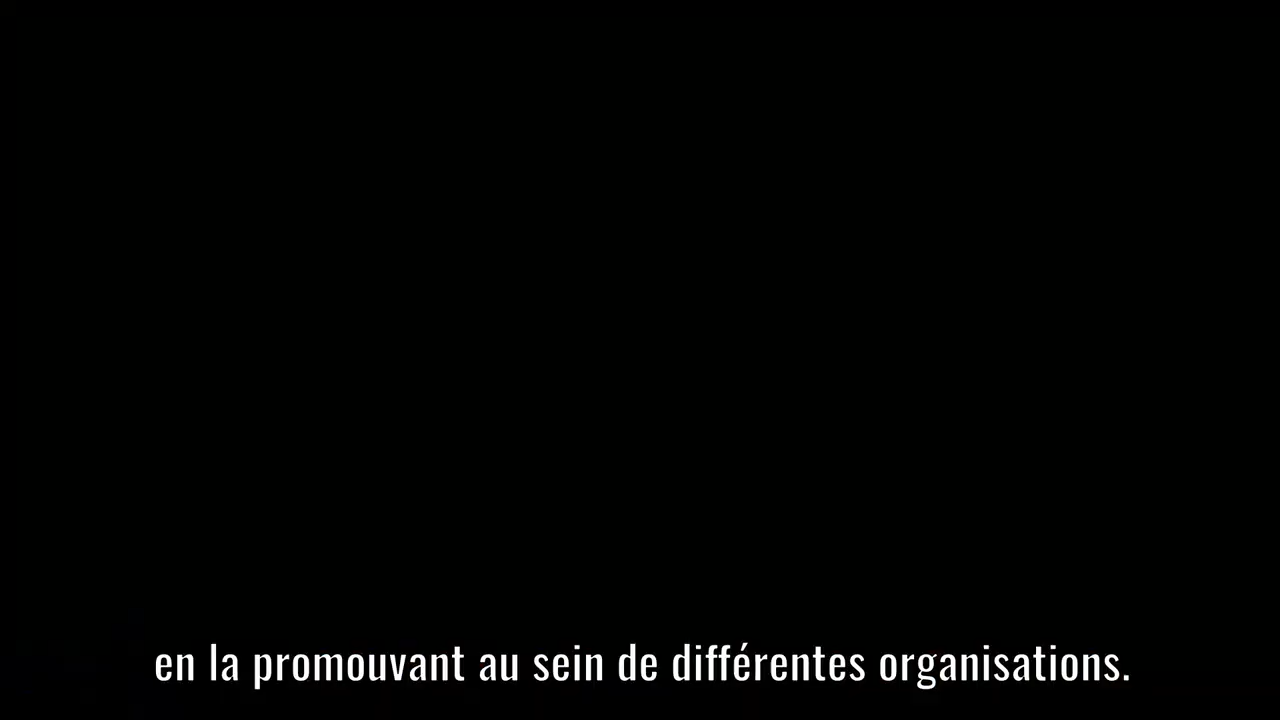 en la promouvant au sein de différentes organisations.